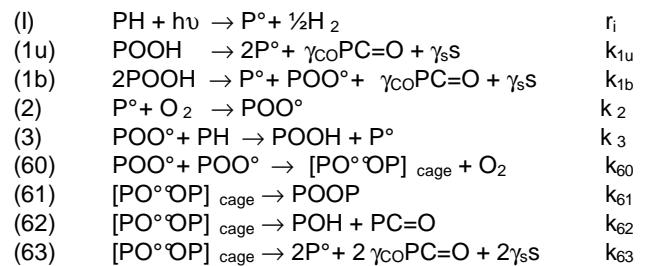 (I) PH + hυ → P° + ½H 2 ri
(1u) POOH → 2P° + γCOPC=O + γss k1u
(1b) 2POOH → P° + POO° + γCOPC=O + γss k1b
(2) P° + O 2 → POO° k 2
(3) POO° + PH → POOH + P° k 3
(60) POO° + POO° → [PO°°OP] cage + O2 k60
(61) [PO°°OP] cage → POOP k61
(62) [PO°°OP] cage → POH + PC=O k62
(63) [PO°°OP] cage → 2P° + 2 γCOPC=O + 2γss k63